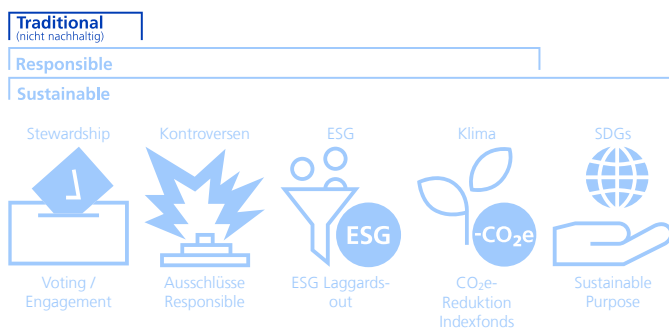 Traditional
(nicht nachhaltig)
Responsible
Sustainable
Stewardship
Kontroversen
ESG
Klima
SDGs
ESG
-CO₂e
Voting /
Engagement
Ausschlüsse
Responsible
ESG Laggards-
out
CO₂e-
Reduktion
Indexfonds
Sustainable
Purpose